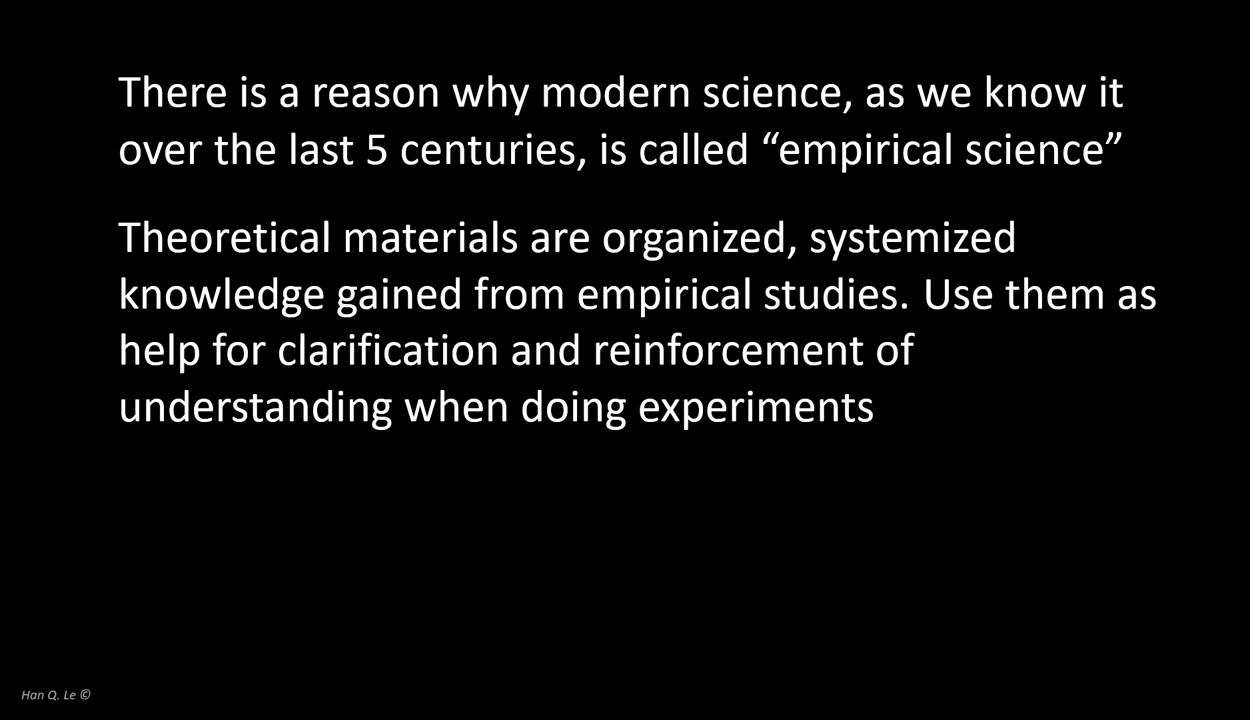 There is a reason why modern science, as we know it
over the last 5 centuries, is called “empirical science”
Theoretical materials are organized, systemized
knowledge gained from empirical studies. Use them as
help for clarification and reinforcement of
understanding when doing experiments
Han Q. Le ©